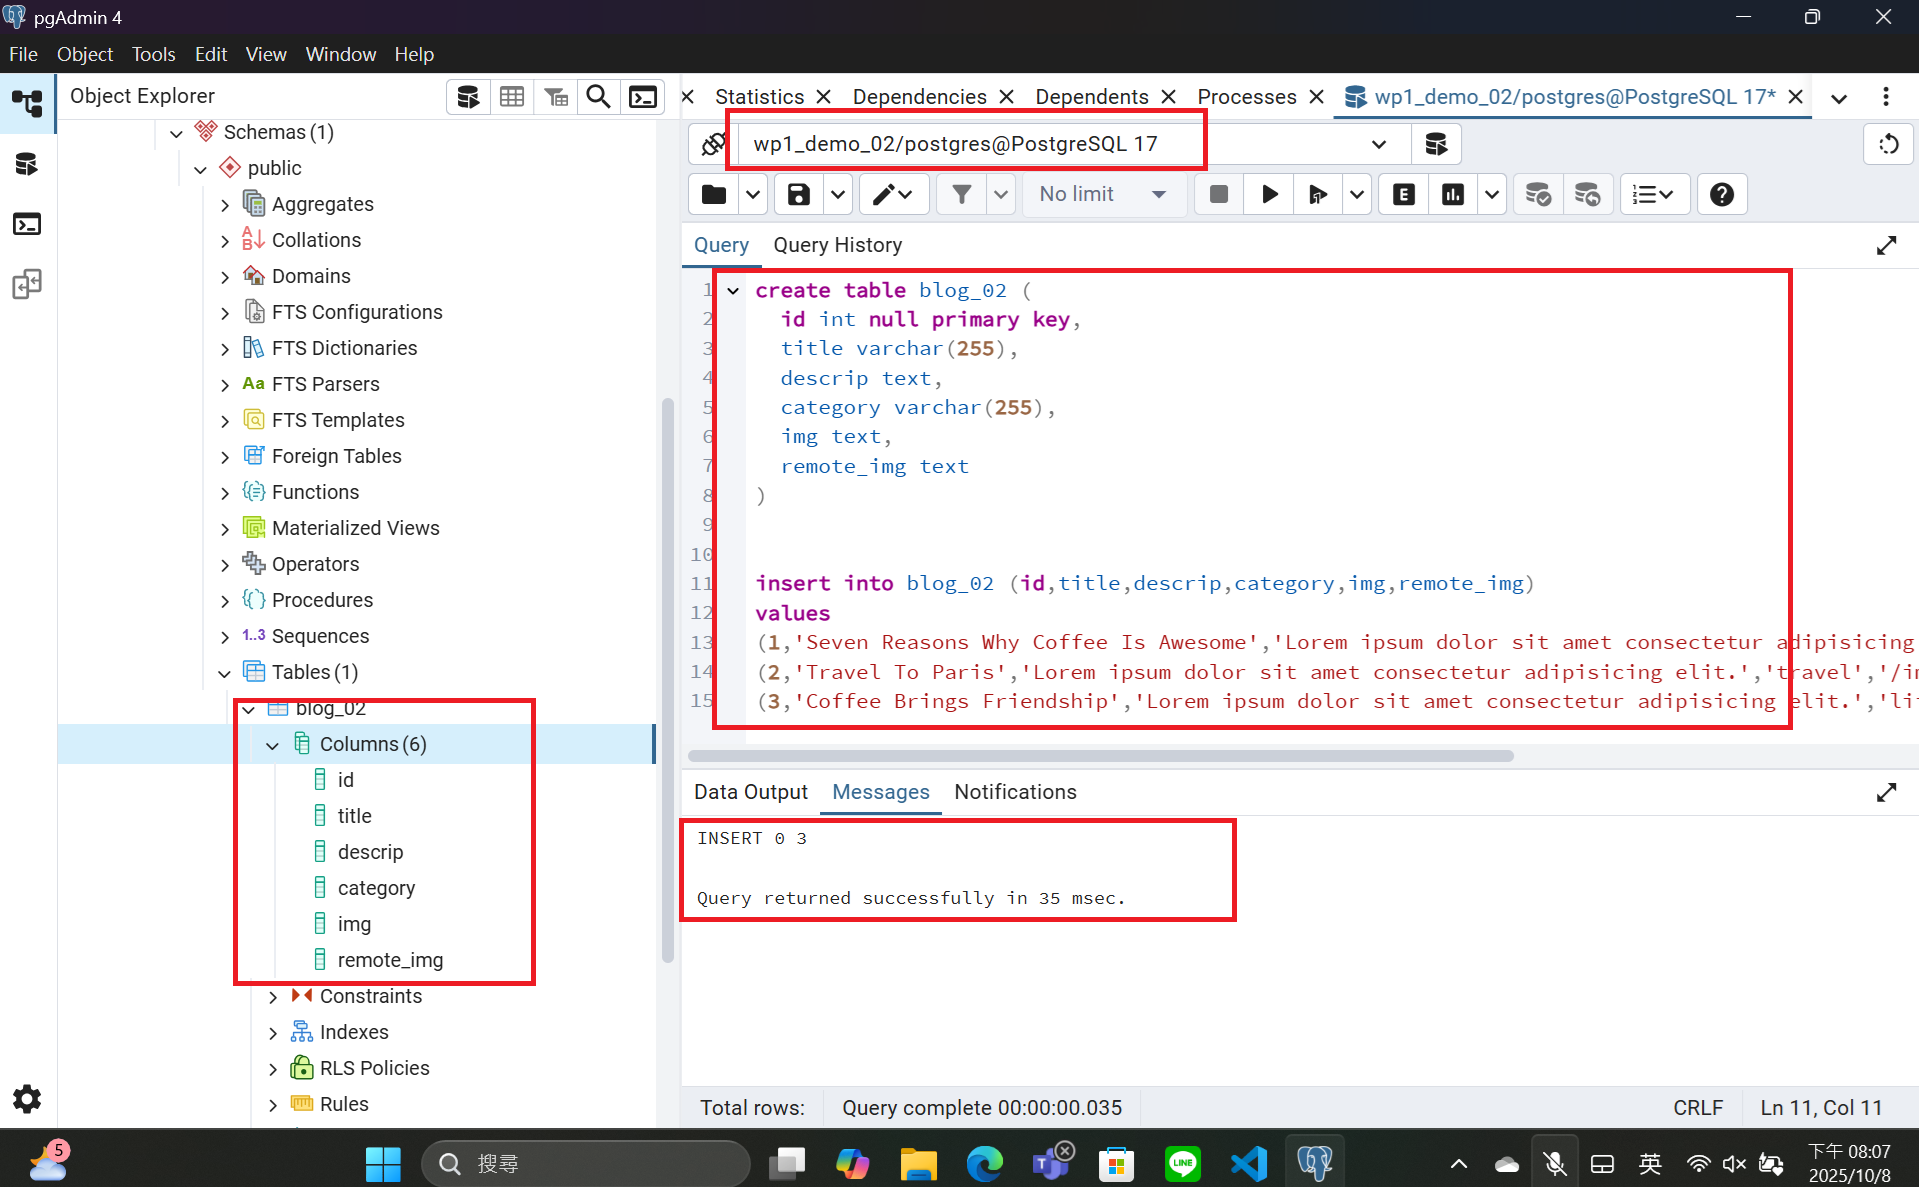 pgAdmin 4
File Object Tools Edit View Window Help
Object Explorer
Schemas (1)
public
Aggregates
Collations
Domains
FTS Configurations
FTS Dictionaries
Aa FTS Parsers
FTS Templates
Foreign Tables
Functions
Materialized Views
Operators
Procedures
1..3 Sequences
Tables (1)
blog_02
Columns (6)
id
title
descrip
category
img
remote_img
Constraints
Indexes
RLS Policies
Rules
Statistics Dependencies Dependents Processes wp1_demo_02/postgres@PostgreSQL 17*
wp1_demo_02/postgres@PostgreSQL 17
No limit
E
Query Query History
1 create table blog_02 (
2 id int null primary key,
3 title varchar(255),
4 descrip text,
5 category varchar(255),
6 img text,
7 remote_img text
8 )
9
10
11 insert into blog_02 (id,title,descrip,category,img,remote_img)
12 values
13 (1,'Seven Reasons Why Coffee Is Awesome','Lorem ipsum dolor sit amet consectetur adipisicing
14 (2,'Travel To Paris','Lorem ipsum dolor sit amet consectetur adipisicing elit.','travel','/i
15 (3,'Coffee Brings Friendship','Lorem ipsum dolor sit amet consectetur adipisicing elit.','li
Data Output Messages Notifications
INSERT 0 3
Query returned successfully in 35 msec.
Total rows: Query complete 00:00:00.035 CRLF Ln 11, Col 11
5
搜尋
LINE
英
下午 08:07
2025/10/8